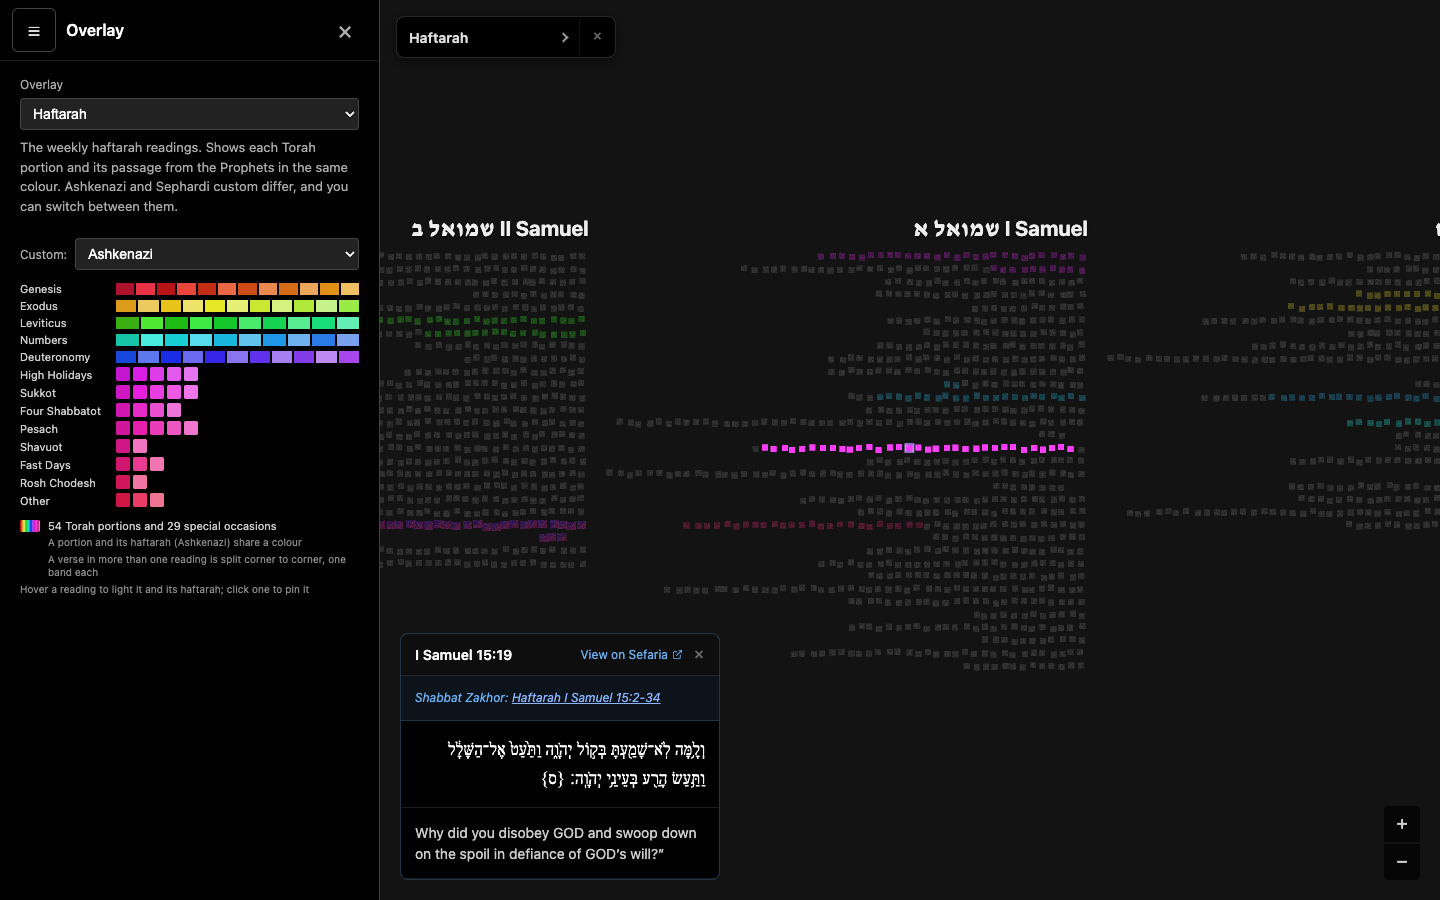 Overlay
Overlay
Haftarah
The weekly haftarah readings. Shows each Torah
portion and its passage from the Prophets in the same
colour. Ashkenazi and Sephardi custom differ, and you
can switch between them.
Custom:
Ashkenazi
Genesis
Exodus
Leviticus
Numbers
Deuteronomy
High Holidays
Sukkot
Four Shabbatot
Pesach
Shavuot
Fast Days
Rosh Chodesh
Other
54 Torah portions and 29 special occasions
A portion and its haftarah (Ashkenazi) share a colour
A verse in more than one reading is split corner to corner, one
band each
Hover a reading to light it and its haftarah; click one to pin it
Haftarah
שמואל ב II Samuel
שמואל א I Samuel
I Samuel 15:19
View on Sefaria
Shabbat Zakhor: Haftarah I Samuel 15:2-34
וְלָ֥מָּה לֹא־שָׁמַ֖עְתָּ בְּק֣וֹל יְהֹוָ֑ה וַתַּ֙עַט֙ אֶל־הַשָּׁלָ֔ל
וַתַּ֥עַשׂ הָרַ֖ע בְּעֵינֵ֥י יְהֹוָֽה׃ {ס}
Why did you disobey GOD and swoop down
on the spoil in defiance of GOD’s will?”